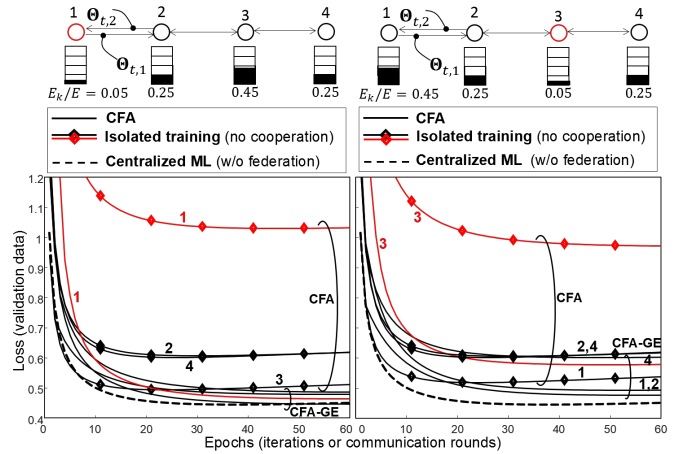 1 2 3 4
Θt,2
Θt,1
Ek/E = 0.05 0.25 0.45 0.25
CFA
Isolated training (no cooperation)
Centralized ML (w/o federation)
1 2 3 4
Θt,2
Θt,1
Ek/E = 0.45 0.25 0.05 0.25
CFA
Isolated training (no cooperation)
Centralized ML (w/o federation)
Loss (validation data)
1.2
1.1
1
0.9
0.8
0.7
0.6
0.5
0.4
1
1
CFA
2
4
3
CFA-GE
10 20 30 40 50 60
3
3
CFA
2,4
CFA-GE
4
1
1,2
10 20 30 40 50 60
Epochs (iterations or communication rounds)